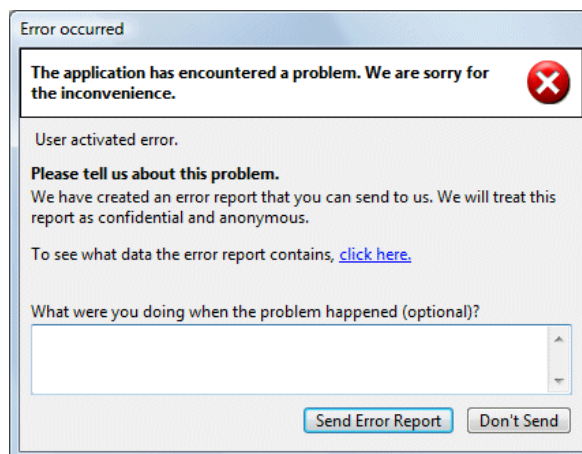 Error occurred
The application has encountered a problem. We are sorry for
the inconvenience.
User activated error.
Please tell us about this problem.
We have created an error report that you can send to us. We will treat this
report as confidential and anonymous.
To see what data the error report contains, click here.
What were you doing when the problem happened (optional)?
Send Error Report Don't Send